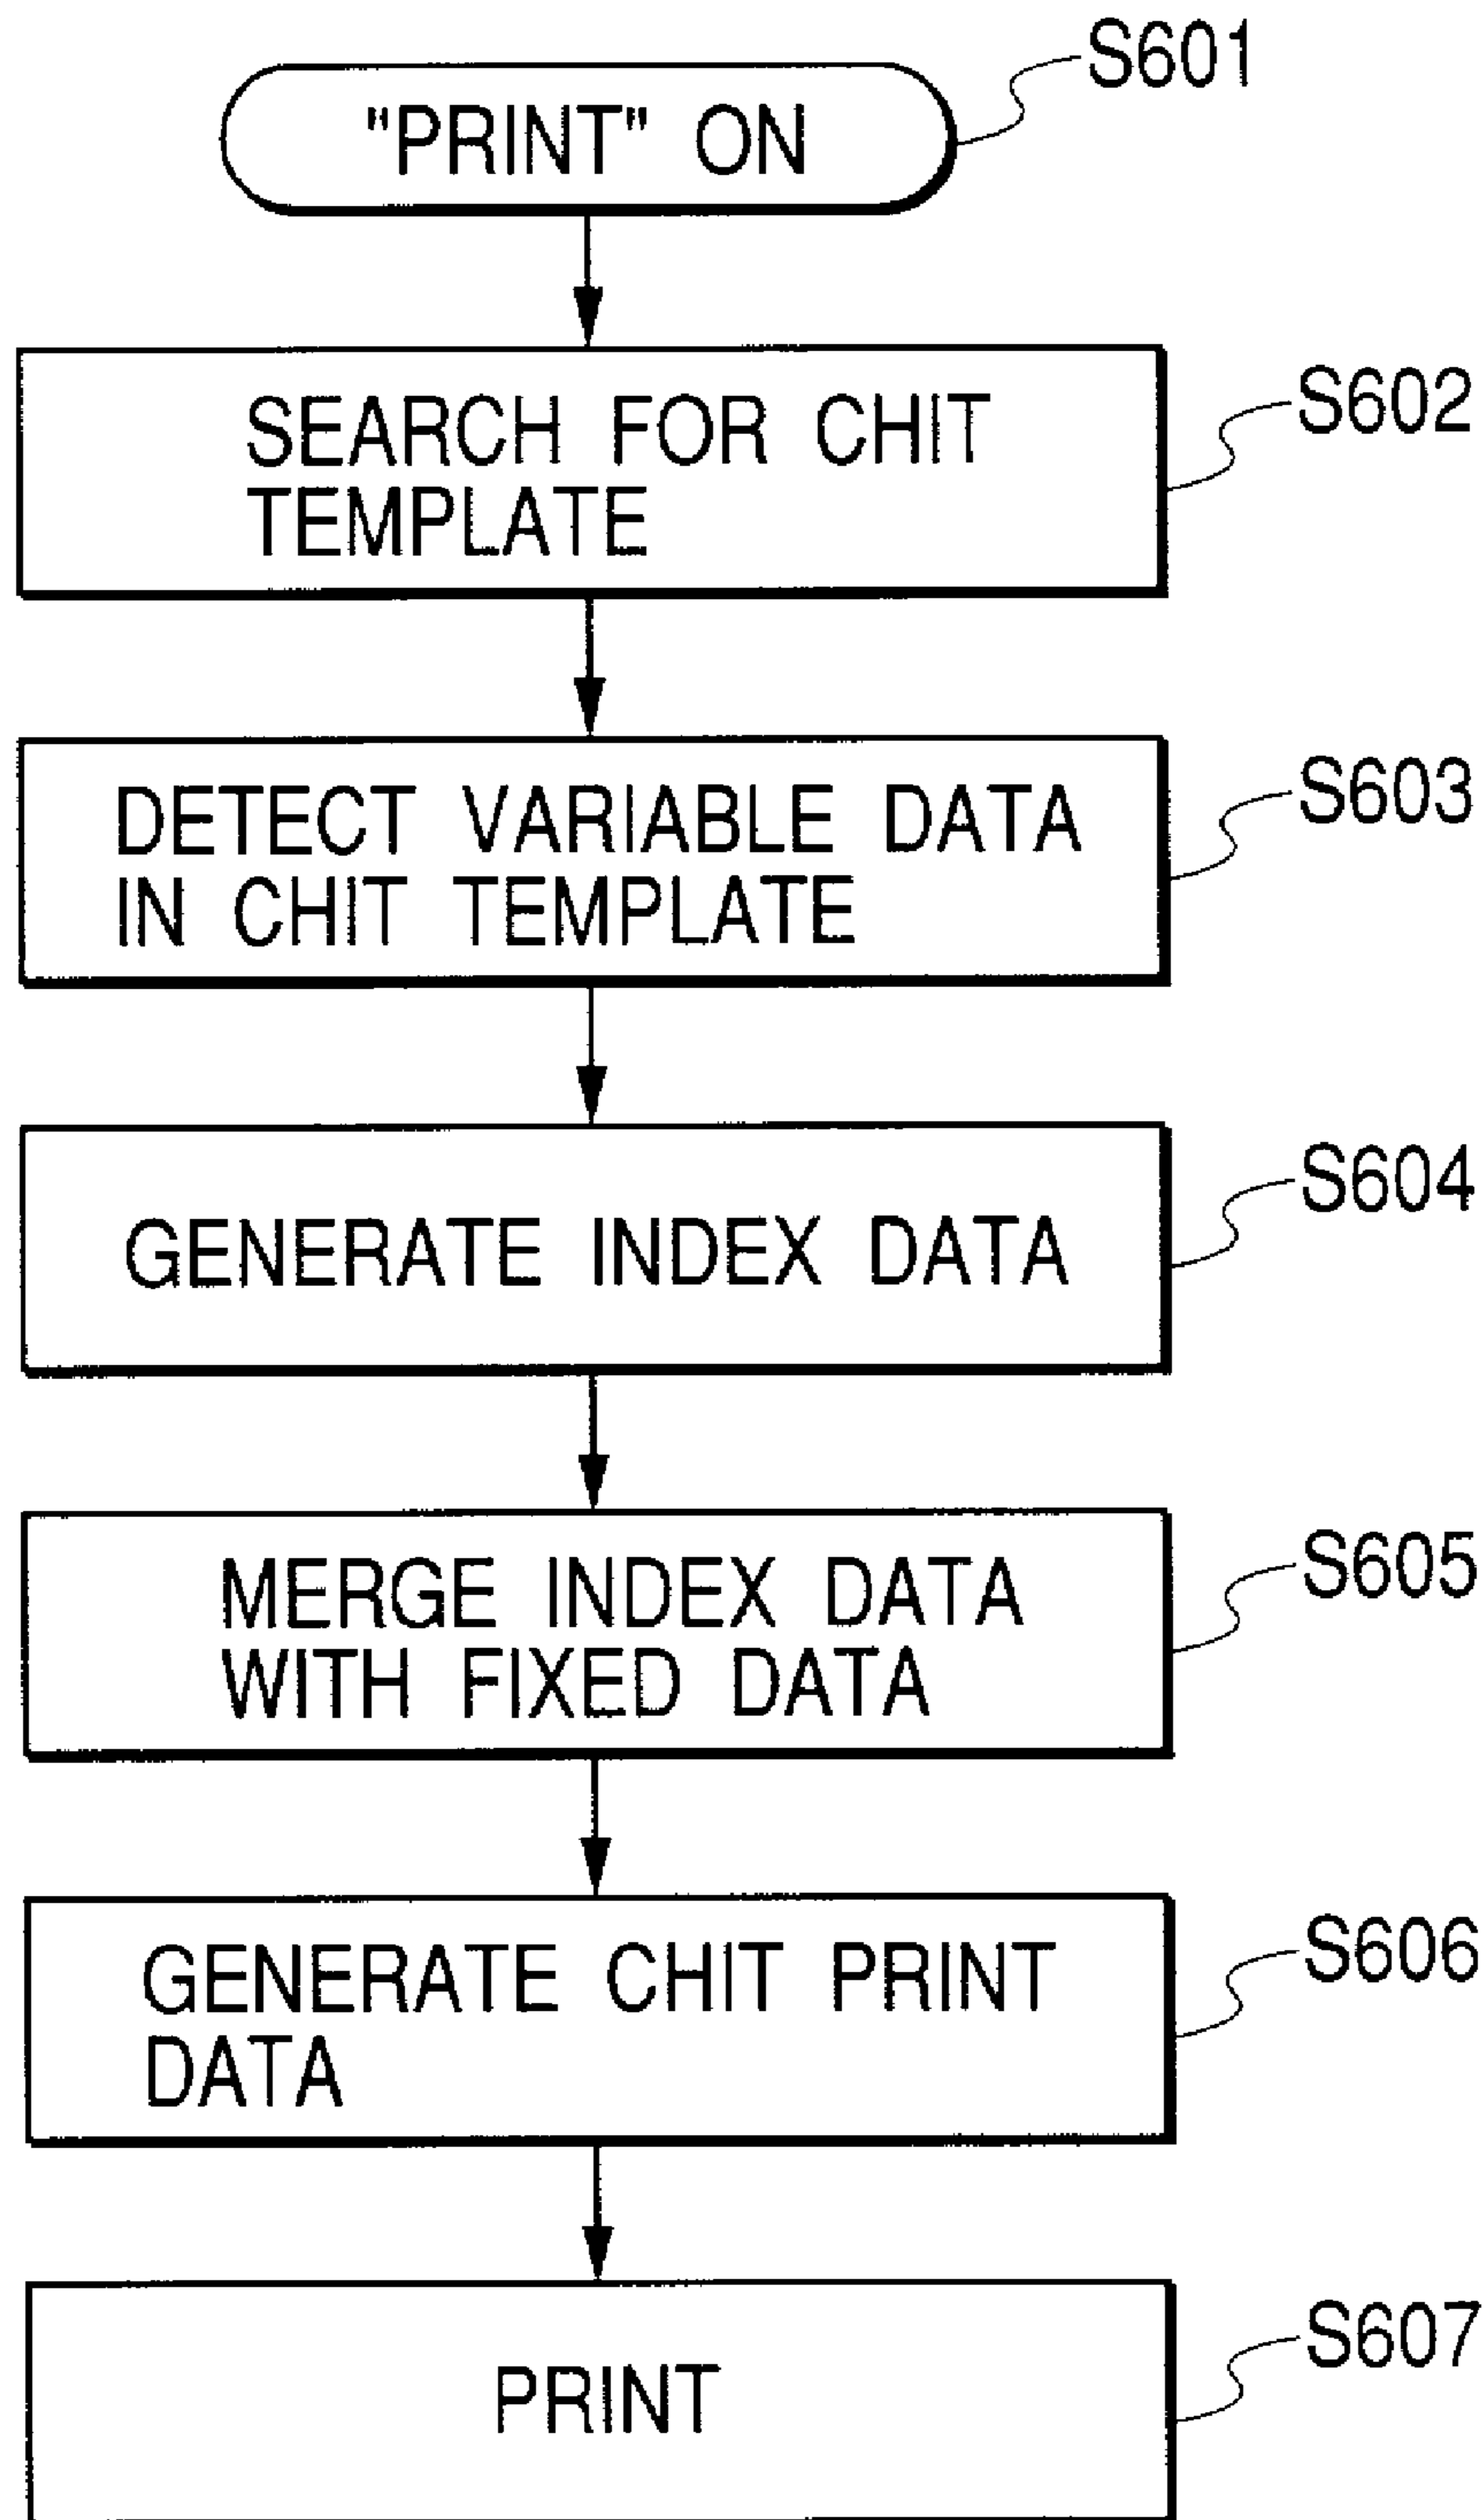 S601
"PRINT" ON
S602
SEARCH FOR CHIT
TEMPLATE
S603
DETECT VARIABLE DATA
IN CHIT TEMPLATE
S604
GENERATE INDEX DATA
S605
MERGE INDEX DATA
WITH FIXED DATA
S606
GENERATE CHIT PRINT
DATA
S607
PRINT